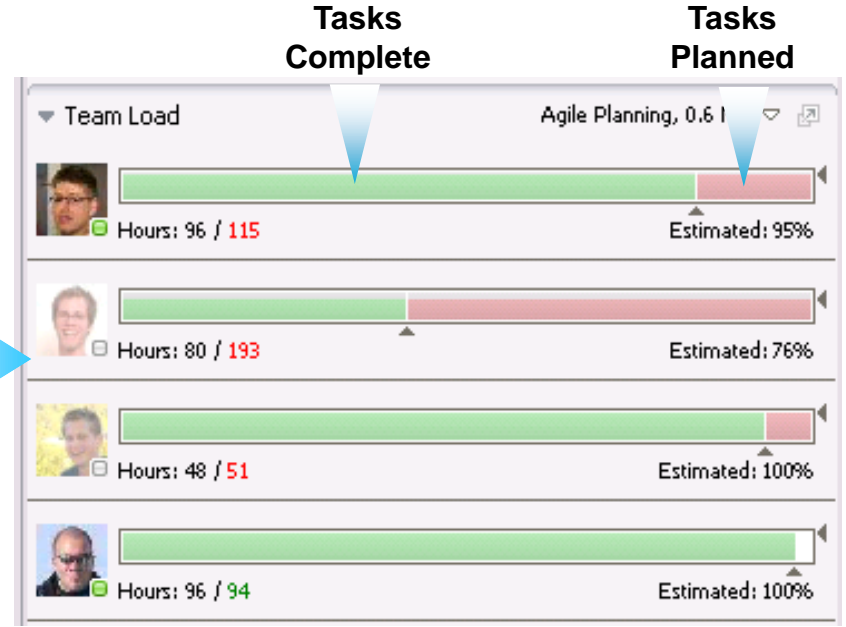 Tasks Complete
Tasks Planned
Team Load
Agile Planning, 0.6
Hours: 96 / 115
Estimated: 95%
Hours: 80 / 193
Estimated: 76%
Hours: 48 / 51
Estimated: 100%
Hours: 96 / 94
Estimated: 100%